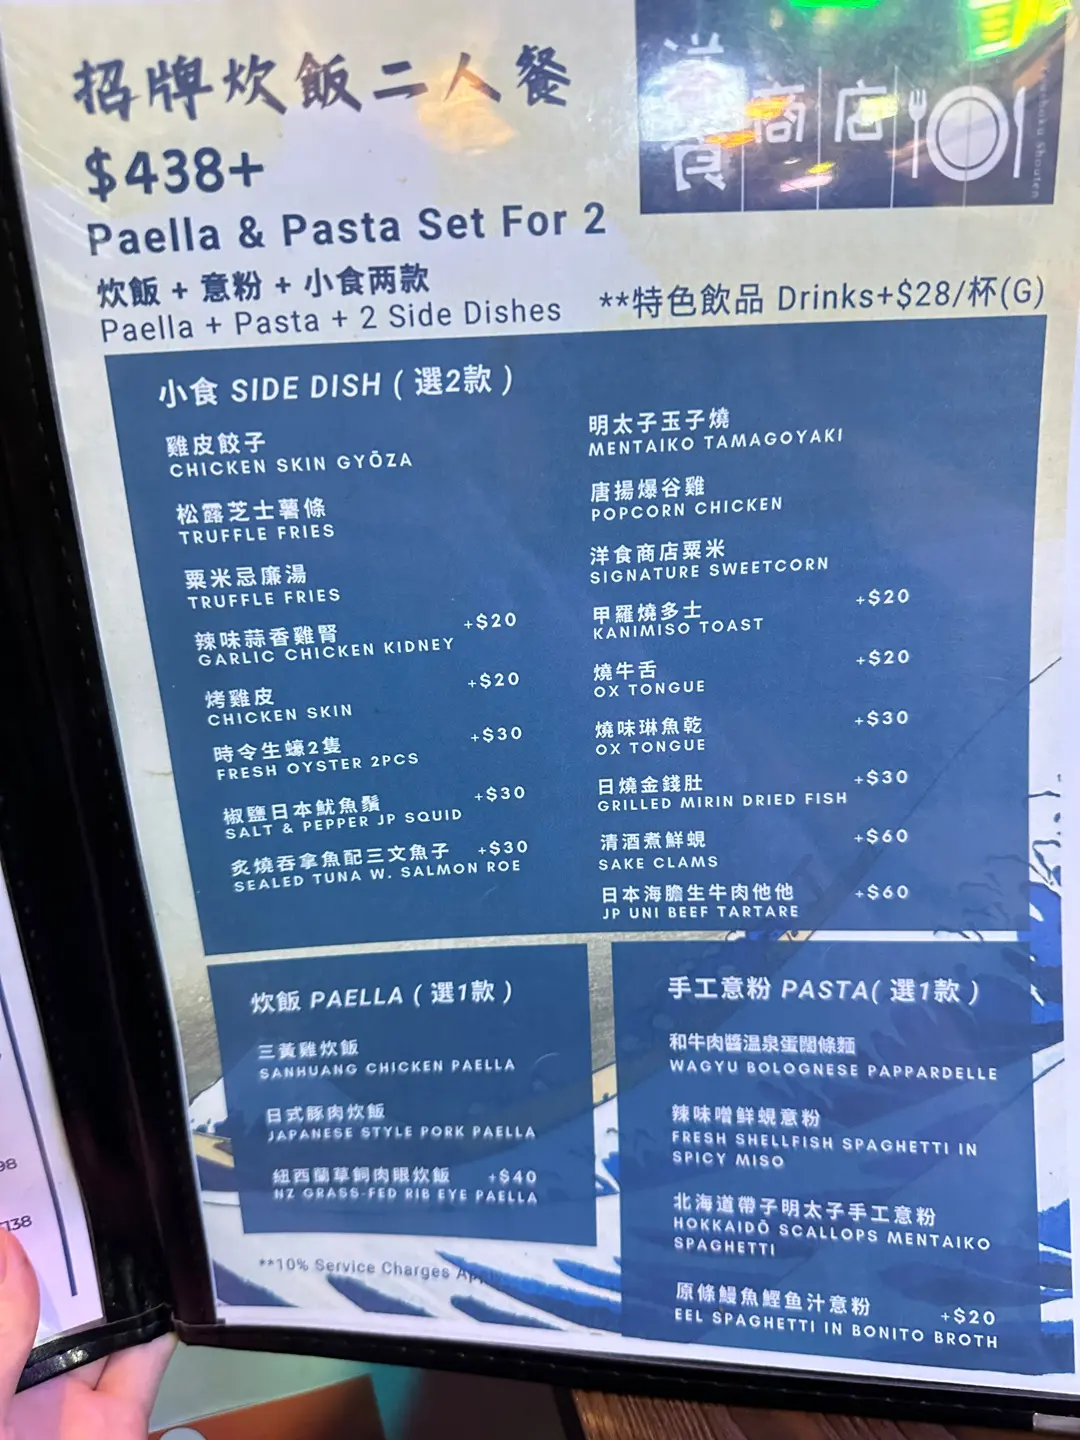 招牌炊飯二人餐
$438+
Paella & Pasta Set For 2
炊飯 + 意粉 + 小食两款
Paella + Pasta + 2 Side Dishes
洋食商店
**特色飲品 Drinks+$28/杯(G)
小食 SIDE DISH ( 選2款 )
雞皮餃子
CHICKEN SKIN GYŌZA
松露芝士薯條
TRUFFLE FRIES
粟米忌廉湯
TRUFFLE FRIES
辣味蒜香雞腎 +$20
GARLIC CHICKEN KIDNEY
烤雞皮 +$20
CHICKEN SKIN
時令生蠔2隻 +$30
FRESH OYSTER 2PCS
椒鹽日本魷魚鬚 +$30
SALT & PEPPER JP SQUID
炙燒吞拿魚配三文魚子 +$30
SEALED TUNA W. SALMON ROE
明太子玉子燒
MENTAIKO TAMAGOYAKI
唐揚爆谷雞
POPCORN CHICKEN
洋食商店粟米
SIGNATURE SWEETCORN
甲羅燒多士 +$20
KANIMISO TOAST
燒牛舌 +$20
OX TONGUE
燒味琳魚乾 +$30
OX TONGUE
日燒金錢肚 +$30
GRILLED MIRIN DRIED FISH
清酒煮鮮蜆 +$60
SAKE CLAMS
日本海膽生牛肉他他 +$60
JP UNI BEEF TARTARE
炊飯 PAELLA ( 選1款 )
三黃雞炊飯
SANHUANG CHICKEN PAELLA
日式豚肉炊飯
JAPANESE STYLE PORK PAELLA
紐西蘭草飼肉眼炊飯 +$40
NZ GRASS-FED RIB EYE PAELLA
**10% Service Charges
手工意粉 PASTA( 選1款 )
和牛肉醬溫泉蛋闊條麵
WAGYU BOLOGNESE PAPPARDELLE
辣味噌鮮蜆意粉
FRESH SHELLFISH SPAGHETTI IN
SPICY MISO
北海道帶子明太子手工意粉
HOKKAIDŌ SCALLOPS MENTAIKO
SPAGHETTI
原條鰻魚鰹鱼汁意粉 +$20
EEL SPAGHETTI IN BONITO BROTH
98
138